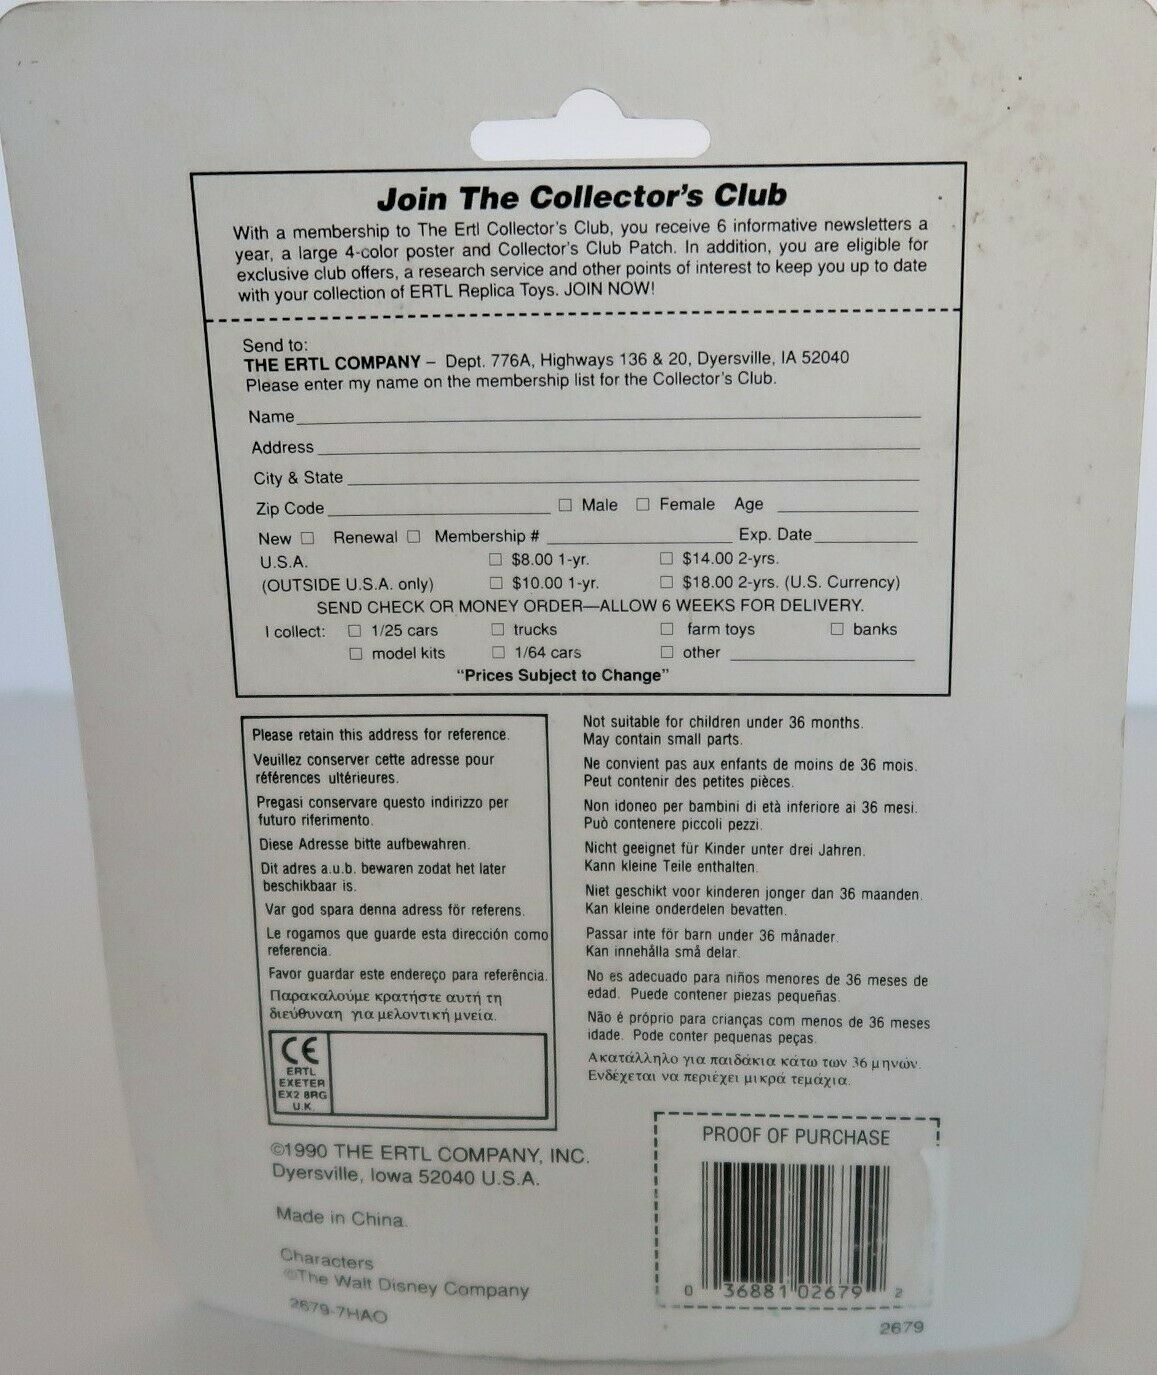 Join The Collector's Club
With a membership to The Ertl Collector's Club, you receive 6 informative newsletters a
year, a large 4-color poster and Collector's Club Patch. In addition, you are eligible for
exclusive club offers, a research service and other points of interest to keep you up to date
with your collection of ERTL Replica Toys. JOIN NOW!
Send to:
THE ERTL COMPANY – Dept. 776A, Highways 136 & 20, Dyersville, IA 52040
Please enter my name on the membership list for the Collector's Club.
Name
Address
City & State
Zip Code ☐ Male ☐ Female Age
New ☐ Renewal ☐ Membership # Exp. Date
U.S.A. ☐ $8.00 1-yr. ☐ $14.00 2-yrs.
(OUTSIDE U.S.A. only) ☐ $10.00 1-yr. ☐ $18.00 2-yrs. (U.S. Currency)
SEND CHECK OR MONEY ORDER—ALLOW 6 WEEKS FOR DELIVERY.
I collect: ☐ 1/25 cars ☐ trucks ☐ farm toys ☐ banks
☐ model kits ☐ 1/64 cars ☐ other
"Prices Subject to Change"
Please retain this address for reference.
Veuillez conserver cette adresse pour
références ultérieures.
Pregasi conservare questo indirizzo per
futuro riferimento.
Diese Adresse bitte aufbewahren.
Dit adres a.u.b. bewaren zodat het later
beschikbaar is.
Var god spara denna adress för referens.
Le rogamos que guarde esta dirección como
referencia.
Favor guardar este endereço para referência.
Παρακαλούμε κρατήστε αυτή τη
διεύθυναη για μελοντική μνεία.
CE
ERTL
EXETER
EX2 8RG
U.K.
Not suitable for children under 36 months.
May contain small parts.
Ne convient pas aux enfants de moins de 36 mois.
Peut contenir des petites pièces.
Non idoneo per bambini di età inferiore ai 36 mesi.
Può contenere piccoli pezzi.
Nicht geeignet für Kinder unter drei Jahren.
Kann kleine Teile enthalten.
Niet geschikt voor kinderen jonger dan 36 maanden.
Kan kleine onderdelen bevatten.
Passar inte för barn under 36 månader.
Kan innehålla små delar.
No es adecuado para niños menores de 36 meses de
edad. Puede contener piezas pequeñas.
Não é próprio para crianças com menos de 36 meses
idade. Pode conter pequenas peças.
Ακατάλληλο για παιδάκια κάτω των 36 μηνών.
Ενδέχεται να περιέχει μικρά τεμάχια.
©1990 THE ERTL COMPANY, INC.
Dyersville, Iowa 52040 U.S.A.
Made in China.
Characters
©The Walt Disney Company
2679-7HAO
PROOF OF PURCHASE
0 36881 02679 2
2679